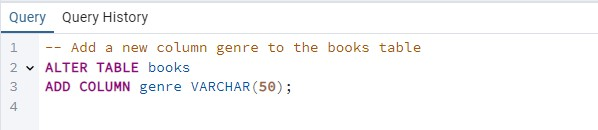 Query Query History
1 -- Add a new column genre to the books table
2 ALTER TABLE books
3 ADD COLUMN genre VARCHAR(50);
4